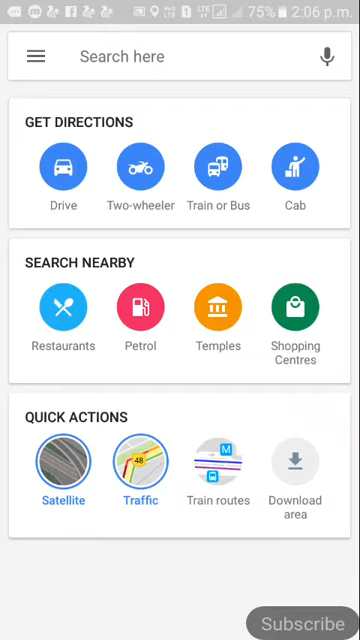 75% 2:06 p.m.
Search here
GET DIRECTIONS
Drive
Two-wheeler
Train or Bus
Cab
SEARCH NEARBY
Restaurants
Petrol
Temples
Shopping
Centres
QUICK ACTIONS
48
M
Satellite
Traffic
Train routes
Download
area
Subscribe